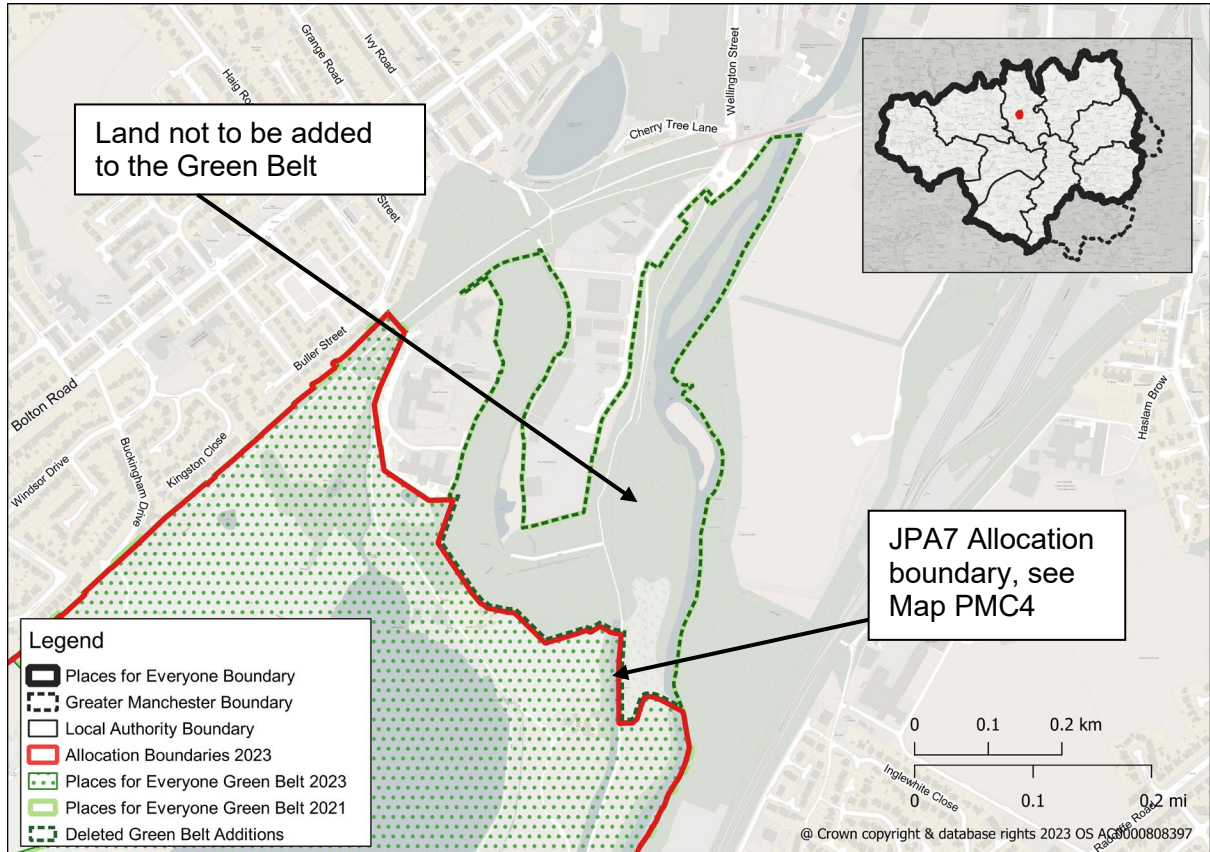 Grange Road
Ivy Road
Haig Ro
Wellington Street
Land not to be added
to the Green Belt
Cherry Tree Lane
Street
Buller Street
Bolton Road
Kingston Close
Windsor Drive
Buckingham Drive
Haslam Brow
JPA7 Allocation
boundary, see
Map PMC4
Legend
Places for Everyone Boundary
Greater Manchester Boundary
Local Authority Boundary
Allocation Boundaries 2023
Places for Everyone Green Belt 2023
Places for Everyone Green Belt 2021
Deleted Green Belt Additions
0 0.1 0.2 km
Inglewhite Close
0 0.1 0.2 mi
Radcliffe Road
@ Crown copyright & database rights 2023 OS AC0000808397